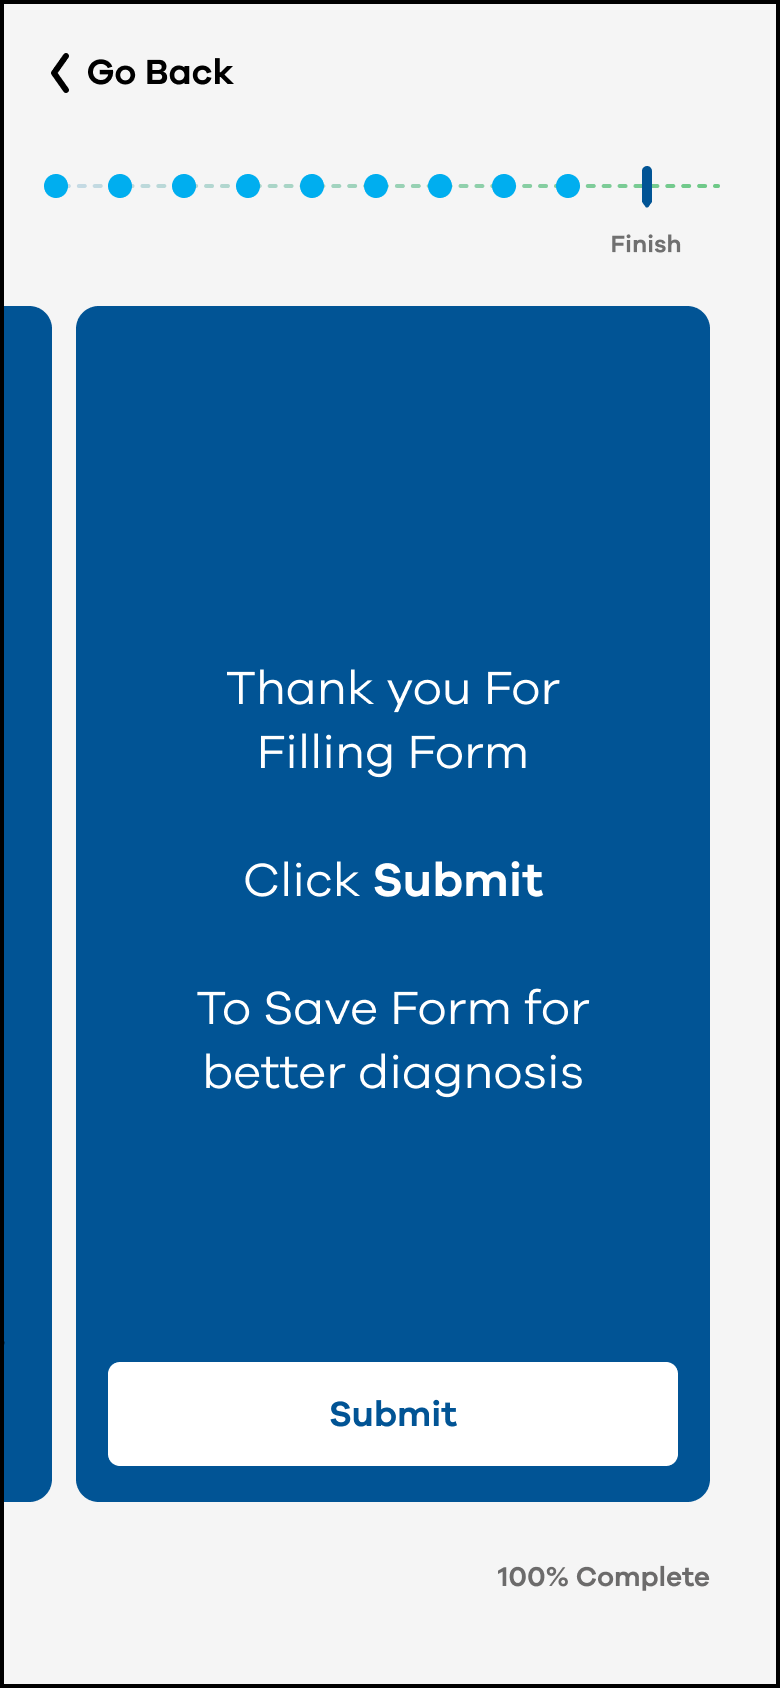 Go Back
Finish
Thank you For
Filling Form
Click Submit
To Save Form for
better diagnosis
Submit
100% Complete